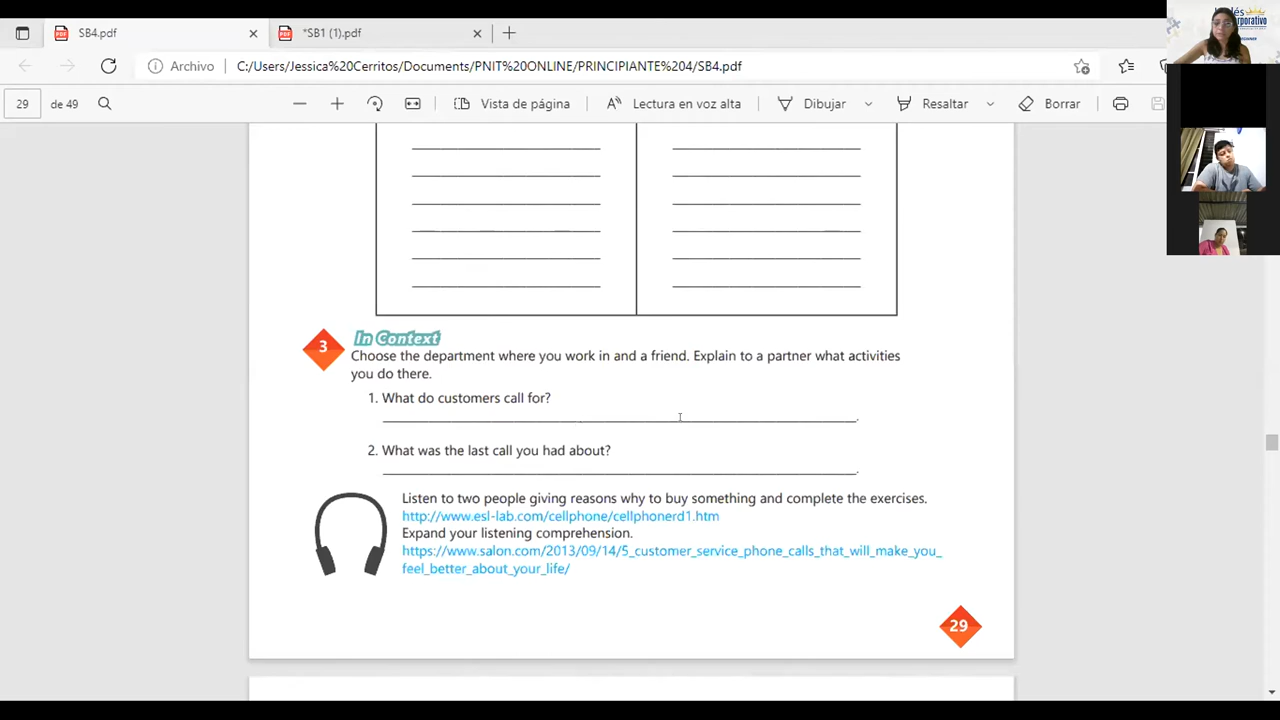 SB4.pdf
*SB1 (1).pdf
Archivo
C:/Users/Jessica%20Cerritos/Documents/PNIT%20ONLINE/PRINCIPIANTE%204/SB4.pdf
29
de 49
Vista de página
Lectura en voz alta
Dibujar
Resaltar
Borrar
3
In Context
Choose the department where you work in and a friend. Explain to a partner what activities
you do there.
1. What do customers call for?
2. What was the last call you had about?
Listen to two people giving reasons why to buy something and complete the exercises.
http://www.esl-lab.com/cellphone/cellphonerd1.htm
Expand your listening comprehension.
https://www.salon.com/2013/09/14/5_customer_service_phone_calls_that_will_make_you_
feel_better_about_your_life/
29